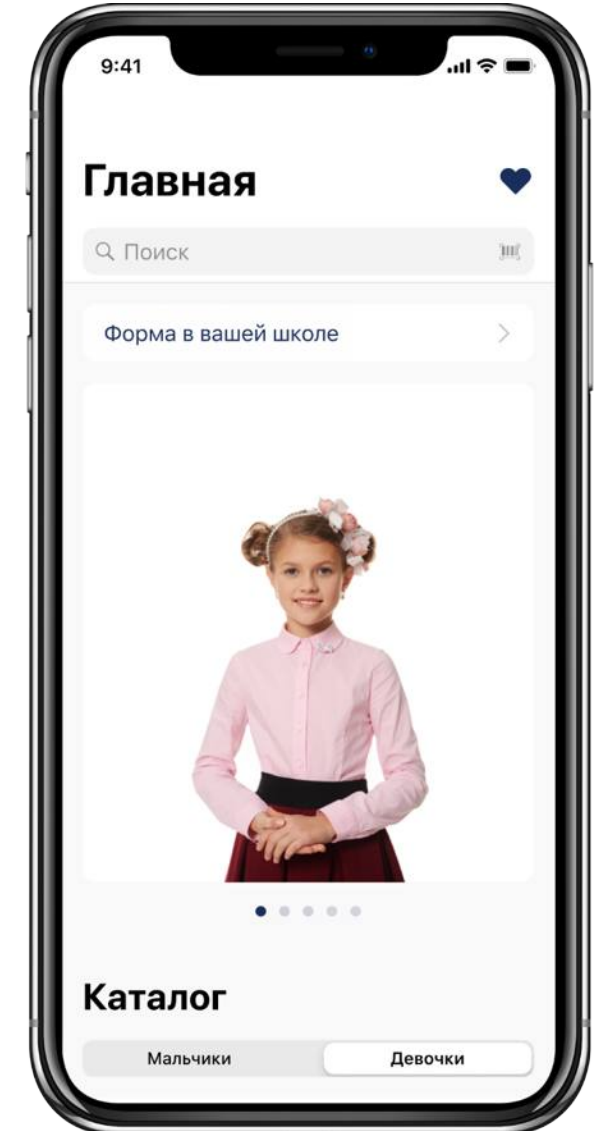 9:41
Главная
Поиск
Форма в вашей школе
Каталог
Мальчики
Девочки